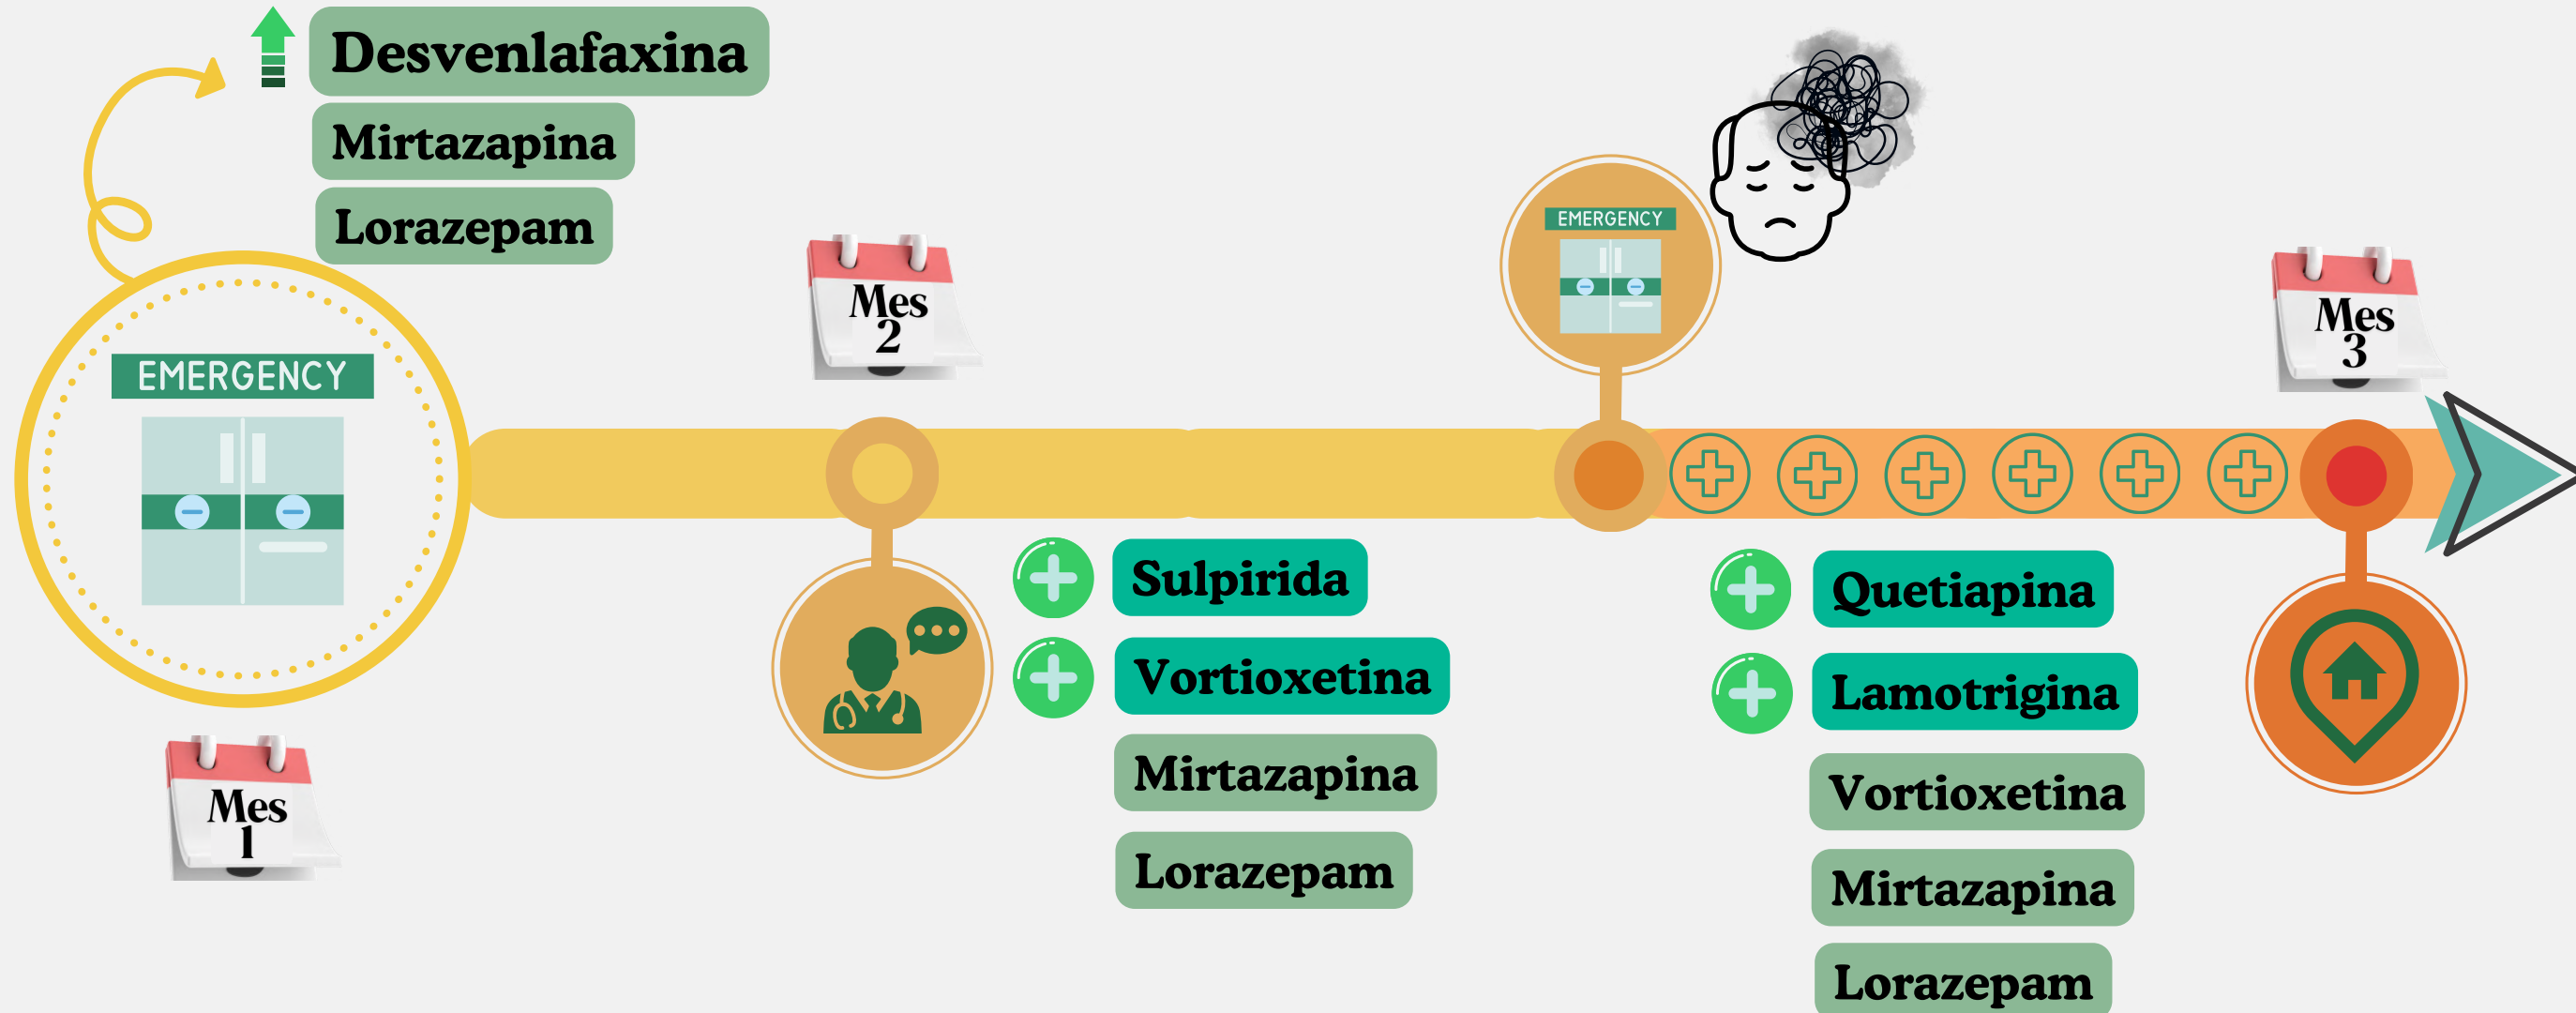 Desvenlafaxina
Mirtazapina
Lorazepam
EMERGENCY
Mes
1
Mes
2
Sulpirida
Vortioxetina
Mirtazapina
Lorazepam
EMERGENCY
Quetiapina
Lamotrigina
Vortioxetina
Mirtazapina
Lorazepam
Mes
3